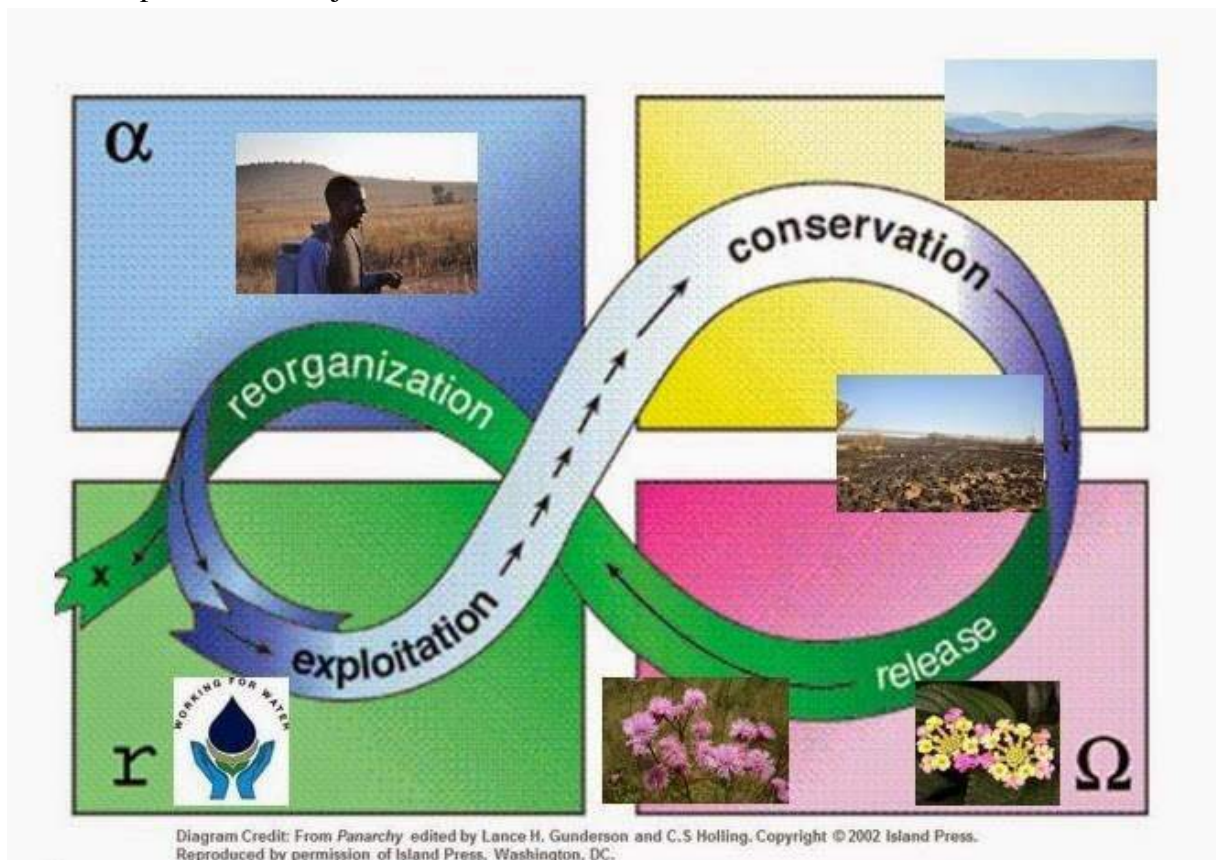 α
conservation
reorganization
x
exploitation
release
WORKING FOR WATER
r
Ω
Diagram Credit: From Panarchy edited by Lance H. Gunderson and C.S Holling. Copyright © 2002 Island Press.
Reproduced by permission of Island Press, Washington, DC.